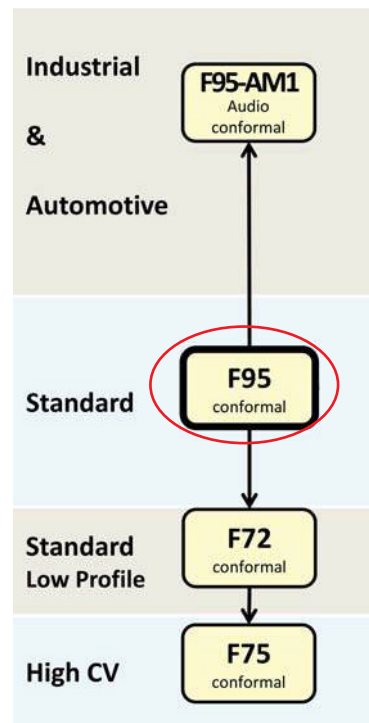 Industrial
&
Automotive
F95-AM1
Audio
conformal
Standard
F95
conformal
Standard
Low Profile
F72
conformal
High CV
F75
conformal